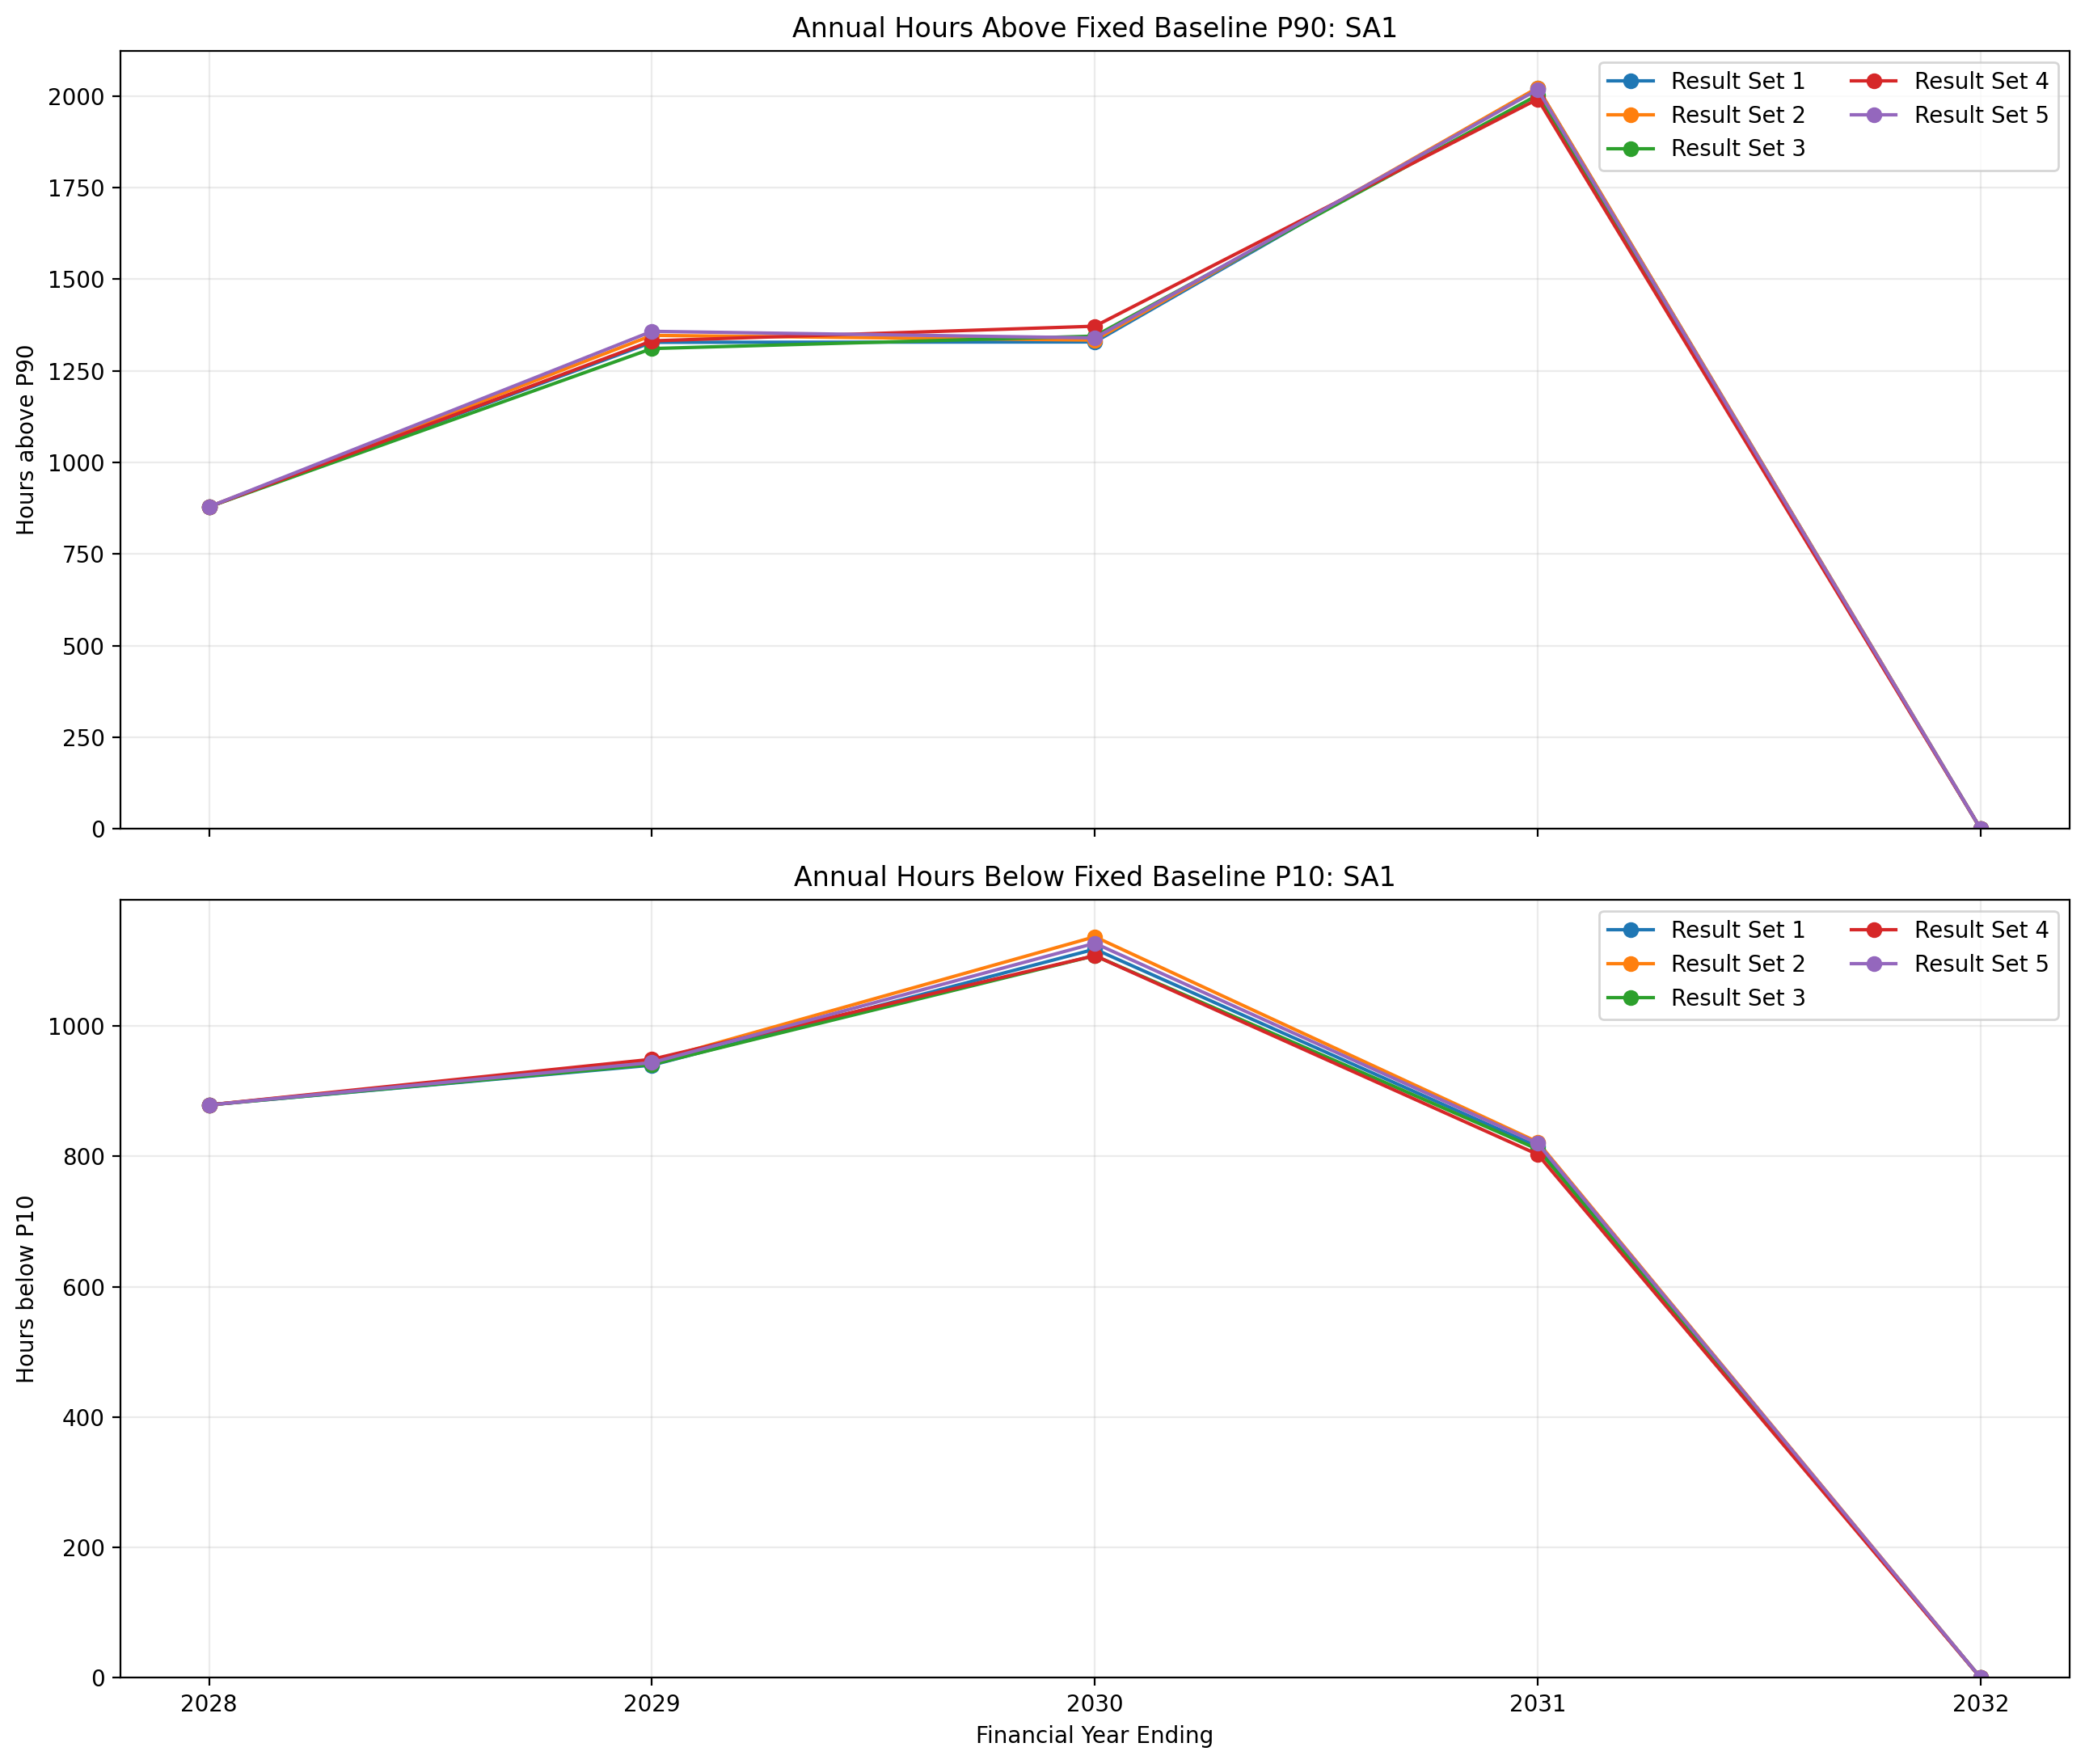 Annual Hours Above Fixed Baseline P90: SA1
Hours above P90
2000
1750
1500
1250
1000
750
500
250
0
Result Set 1
Result Set 2
Result Set 3
Result Set 4
Result Set 5
Annual Hours Below Fixed Baseline P10: SA1
Hours below P10
1000
800
600
400
200
0
Result Set 1
Result Set 2
Result Set 3
Result Set 4
Result Set 5
2028
2029
2030
2031
2032
Financial Year Ending